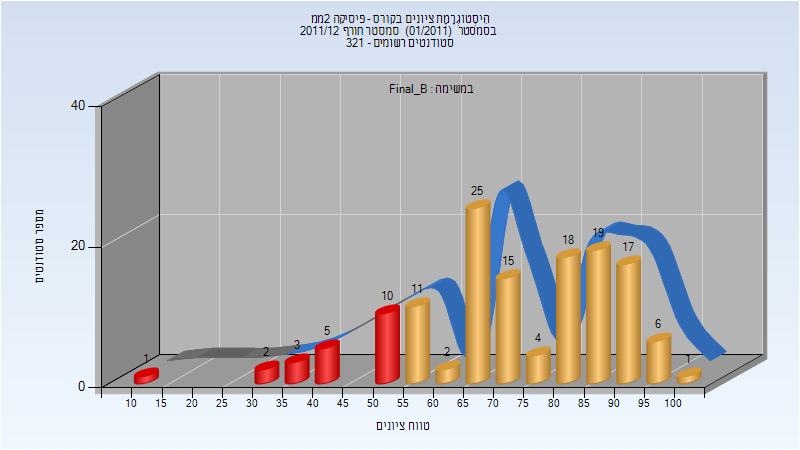 היסטוגרמת ציונים בקורס - פיסיקה 2ממ
בסמסטר (01/2011) סמסטר חורף 2011/12
סטודנטים רשומים - 321
במשימה : Final_B
מספר סטודנטים
40
20
0
1
2
3
5
10
11
2
25
15
4
18
19
17
6
1
10 15 20 25 30 35 40 45 50 55 60 65 70 75 80 85 90 95 100
טווח ציונים